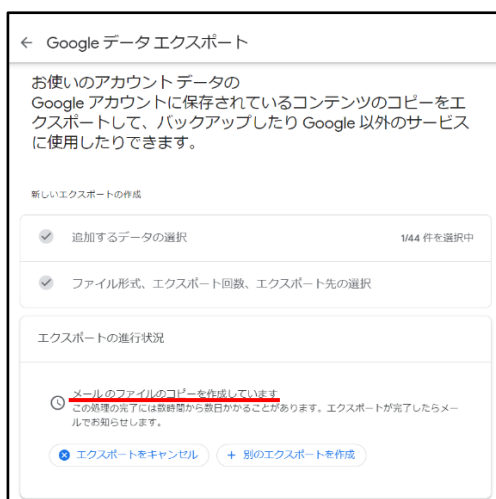 ← Google データ エクスポート
お使いのアカウント データの
Google アカウントに保存されているコンテンツのコピーをエ
クスポートして、バックアップしたり Google 以外のサービス
に使用したりできます。
新しいエクスポートの作成
追加するデータの選択 1/44 件を選択中
ファイル形式、エクスポート回数、エクスポート先の選択
エクスポートの進行状況
メール のファイルのコピーを作成しています
この処理の完了には数時間から数日かかることがあります。エクスポートが完了したらメー
ルでお知らせします。
エクスポートをキャンセル + 別のエクスポートを作成